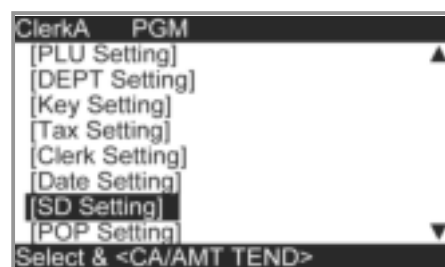 ClerkA PGM
[PLU Setting]
[DEPT Setting]
[Key Setting]
[Tax Setting]
[Clerk Setting]
[Date Setting]
[SD Setting]
[POP Setting]
Select & <CA/AMT TEND>